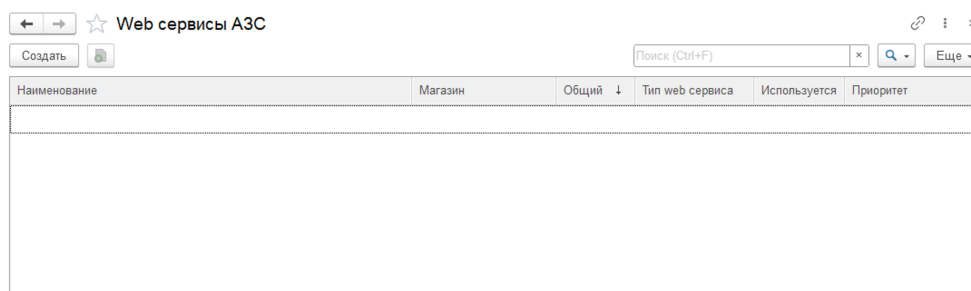 Web сервисы АЗС
Создать
Поиск (Ctrl+F)
×
Еще
Наименование Магазин Общий ↓ Тип web сервиса Используется Приоритет